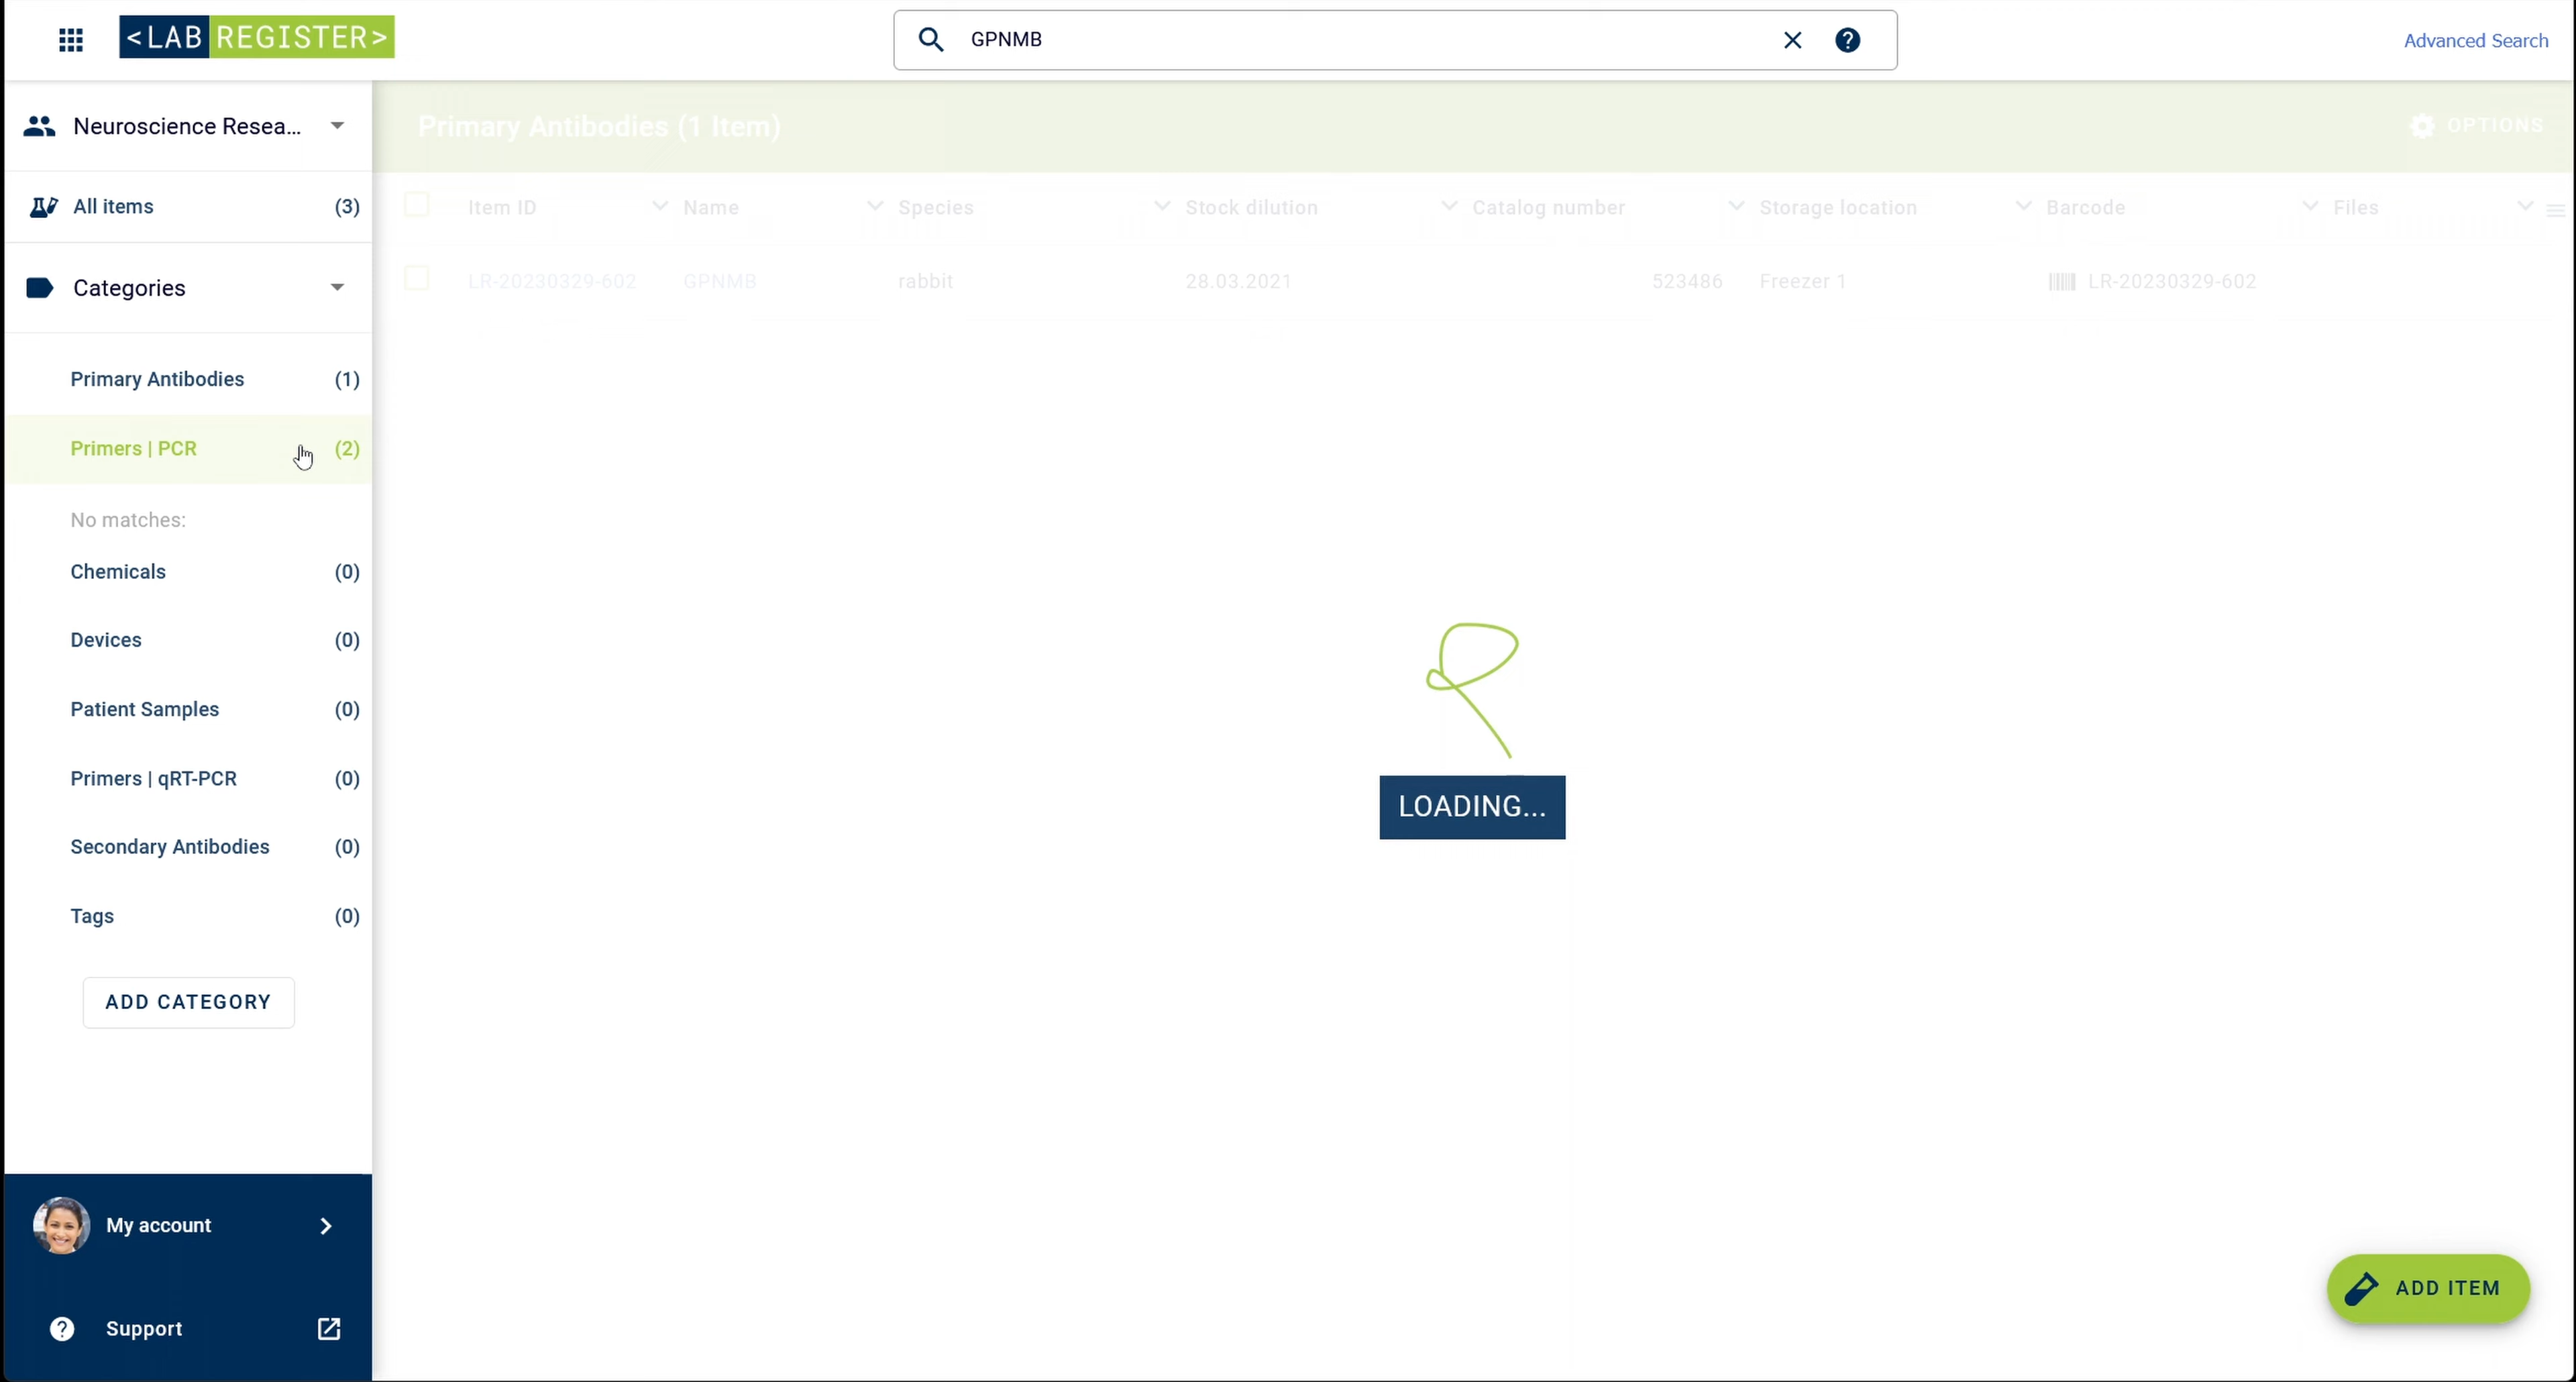 <LAB REGISTER>
GPNMB
Advanced Search
Neuroscience Resea...
All items (3)
Categories
Primary Antibodies (1)
Primers | PCR (2)
No matches:
Chemicals (0)
Devices (0)
Patient Samples (0)
Primers | qRT-PCR (0)
Secondary Antibodies (0)
Tags (0)
ADD CATEGORY
My account
Support
Primary Antibodies (1 Item)
OPTIONS
Item ID Name Species Stock dilution Catalog number Storage location Barcode Files
LR-20230329-602 GPNMB rabbit 28.03.2021 523486 Freezer 1 LR-20230329-602
LOADING...
ADD ITEM